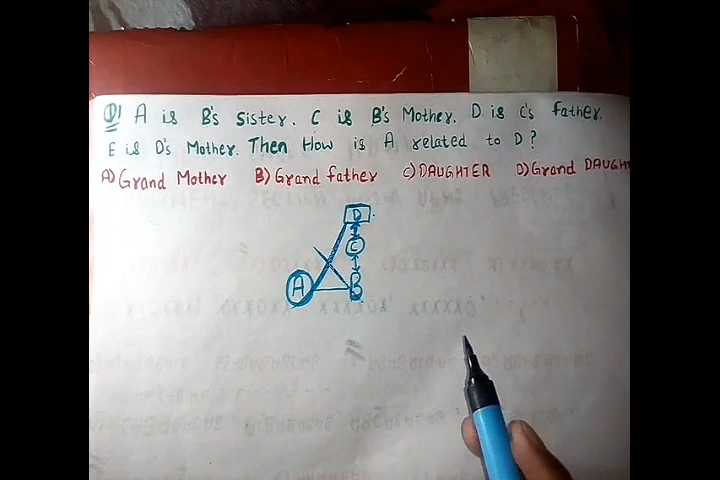 Q1 A is B's Sister. C is B's Mother. D is C's father.
E is D's Mother. Then How is A related to D?
A) Grand Mother B) Grand father C) DAUGHTER D) Grand DAUGH
D
C
A B